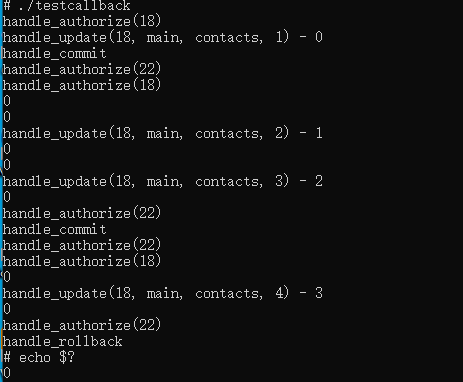 # ./testcallback
handle_authorize(18)
handle_update(18, main, contacts, 1) - 0
handle_commit
handle_authorize(22)
handle_authorize(18)
0
0
handle_update(18, main, contacts, 2) - 1
0
0
handle_update(18, main, contacts, 3) - 2
0
handle_authorize(22)
handle_commit
handle_authorize(22)
handle_authorize(18)
0
handle_update(18, main, contacts, 4) - 3
0
handle_authorize(22)
handle_rollback
# echo $?
0